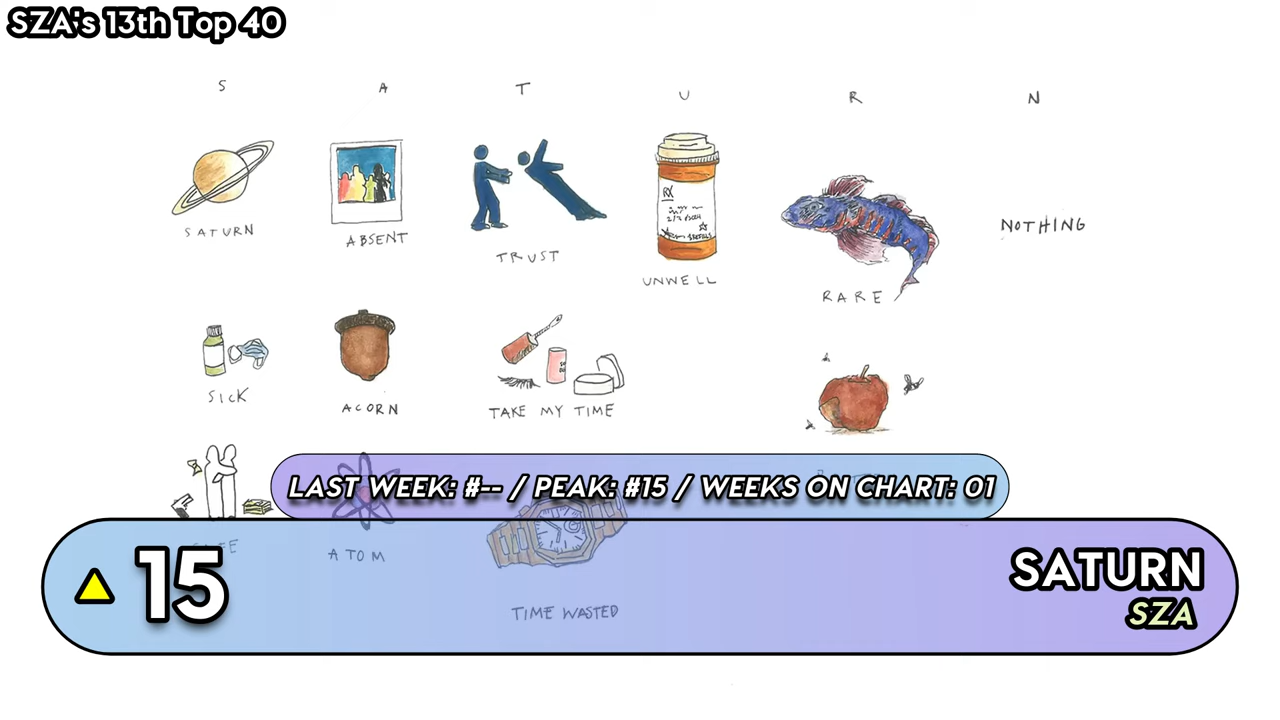 SZA's 13th Top 40
S A T U R N
SATURN
ABSENT
TRUST
UNWELL
RARE
NOTHING
RX
SICK
ACORN
TAKE MY TIME
LAST WEEK: #-- / PEAK: #15 / WEEKS ON CHART: 01
ATOM
TIME WASTED
15
SATURN
SZA